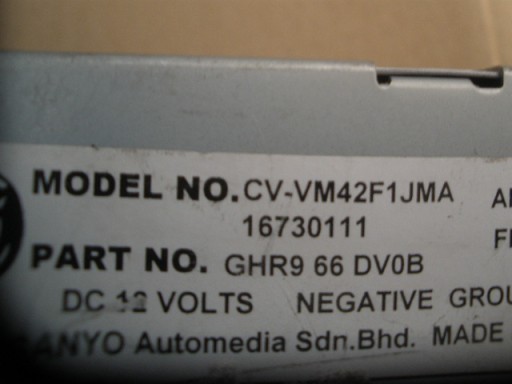 MODEL NO. CV-VM42F1JMA
16730111
PART NO. GHR9 66 DV0B
DC 12 VOLTS NEGATIVE GROU
ANYO Automedia Sdn.Bhd. MADE